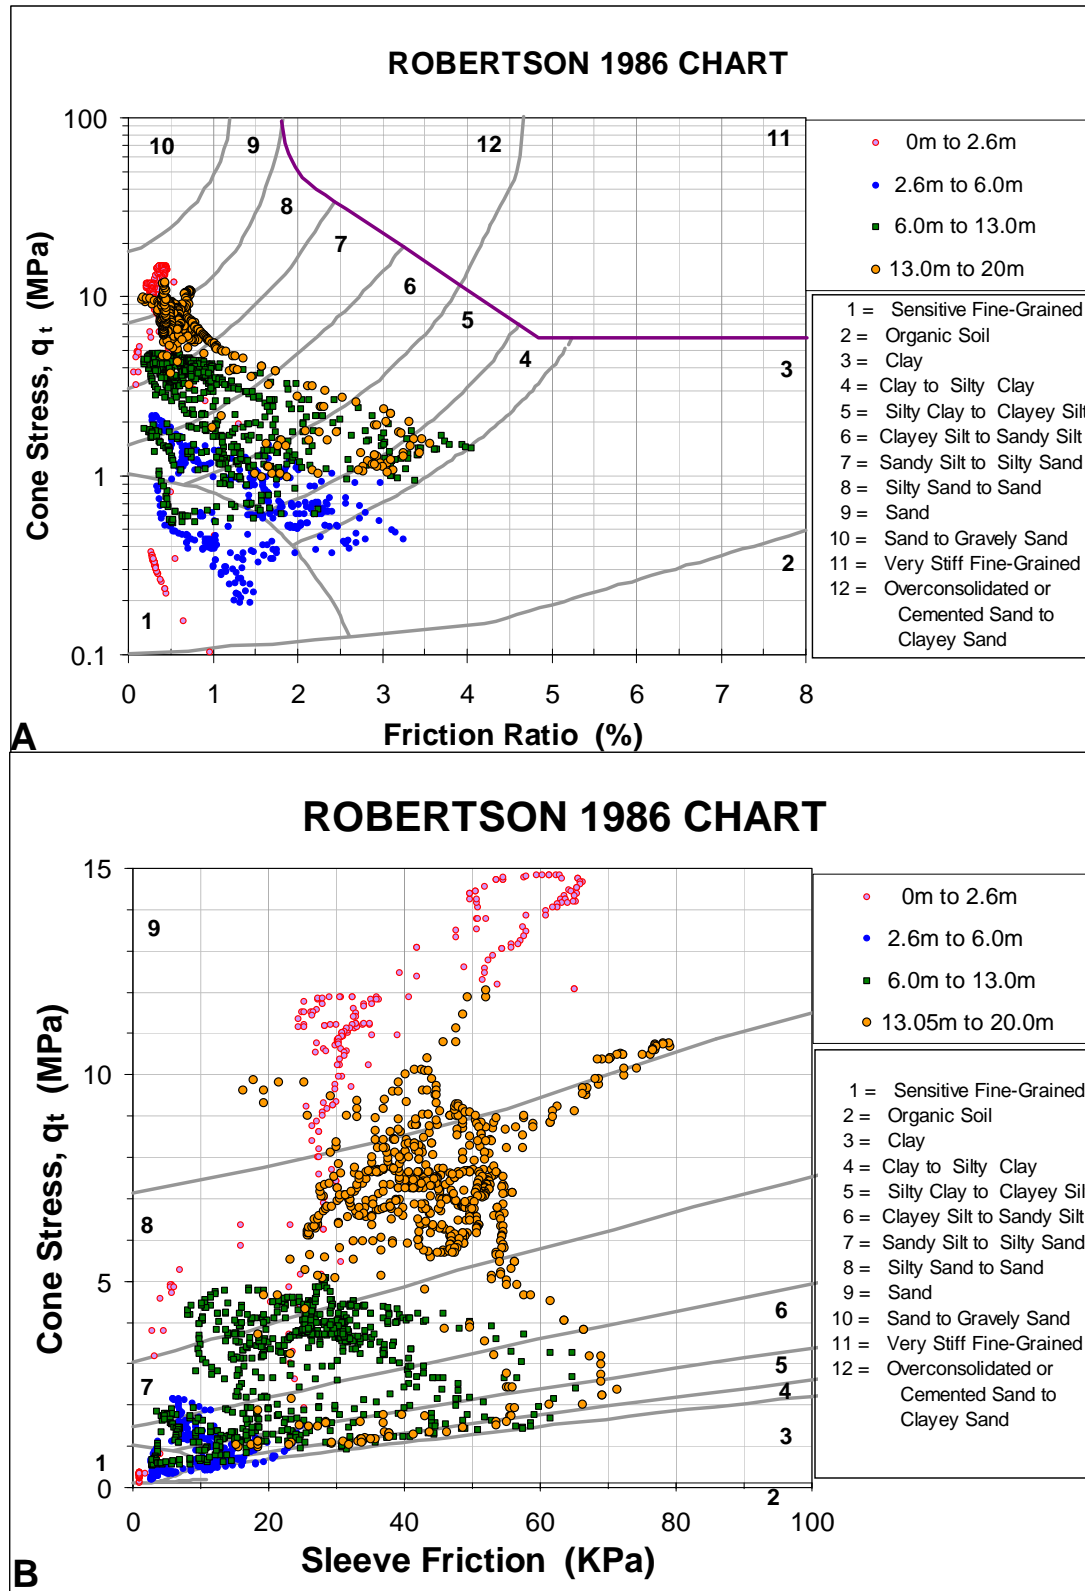 ROBERTSON 1986 CHART
100
10
1
0.1
Cone Stress, qt (MPa)
10
9
12
11
8
7
6
5
4
3
2
1
0 1 2 3 4 5 6 7 8
Friction Ratio (%)
A
0m to 2.6m
2.6m to 6.0m
6.0m to 13.0m
13.0m to 20m
1 = Sensitive Fine-Grained
2 = Organic Soil
3 = Clay
4 = Clay to Silty Clay
5 = Silty Clay to Clayey Silt
6 = Clayey Silt to Sandy Silt
7 = Sandy Silt to Silty Sand
8 = Silty Sand to Sand
9 = Sand
10 = Sand to Gravely Sand
11 = Very Stiff Fine-Grained
12 = Overconsolidated or
Cemented Sand to
Clayey Sand
ROBERTSON 1986 CHART
15
10
5
1
0
Cone Stress, qt (MPa)
9
8
7
6
5
4
3
2
0 20 40 60 80 100
Sleeve Friction (KPa)
B
0m to 2.6m
2.6m to 6.0m
6.0m to 13.0m
13.05m to 20.0m
1 = Sensitive Fine-Grained
2 = Organic Soil
3 = Clay
4 = Clay to Silty Clay
5 = Silty Clay to Clayey Sil
6 = Clayey Silt to Sandy Silt
7 = Sandy Silt to Silty Sand
8 = Silty Sand to Sand
9 = Sand
10 = Sand to Gravely Sand
11 = Very Stiff Fine-Grained
12 = Overconsolidated or
Cemented Sand to
Clayey Sand